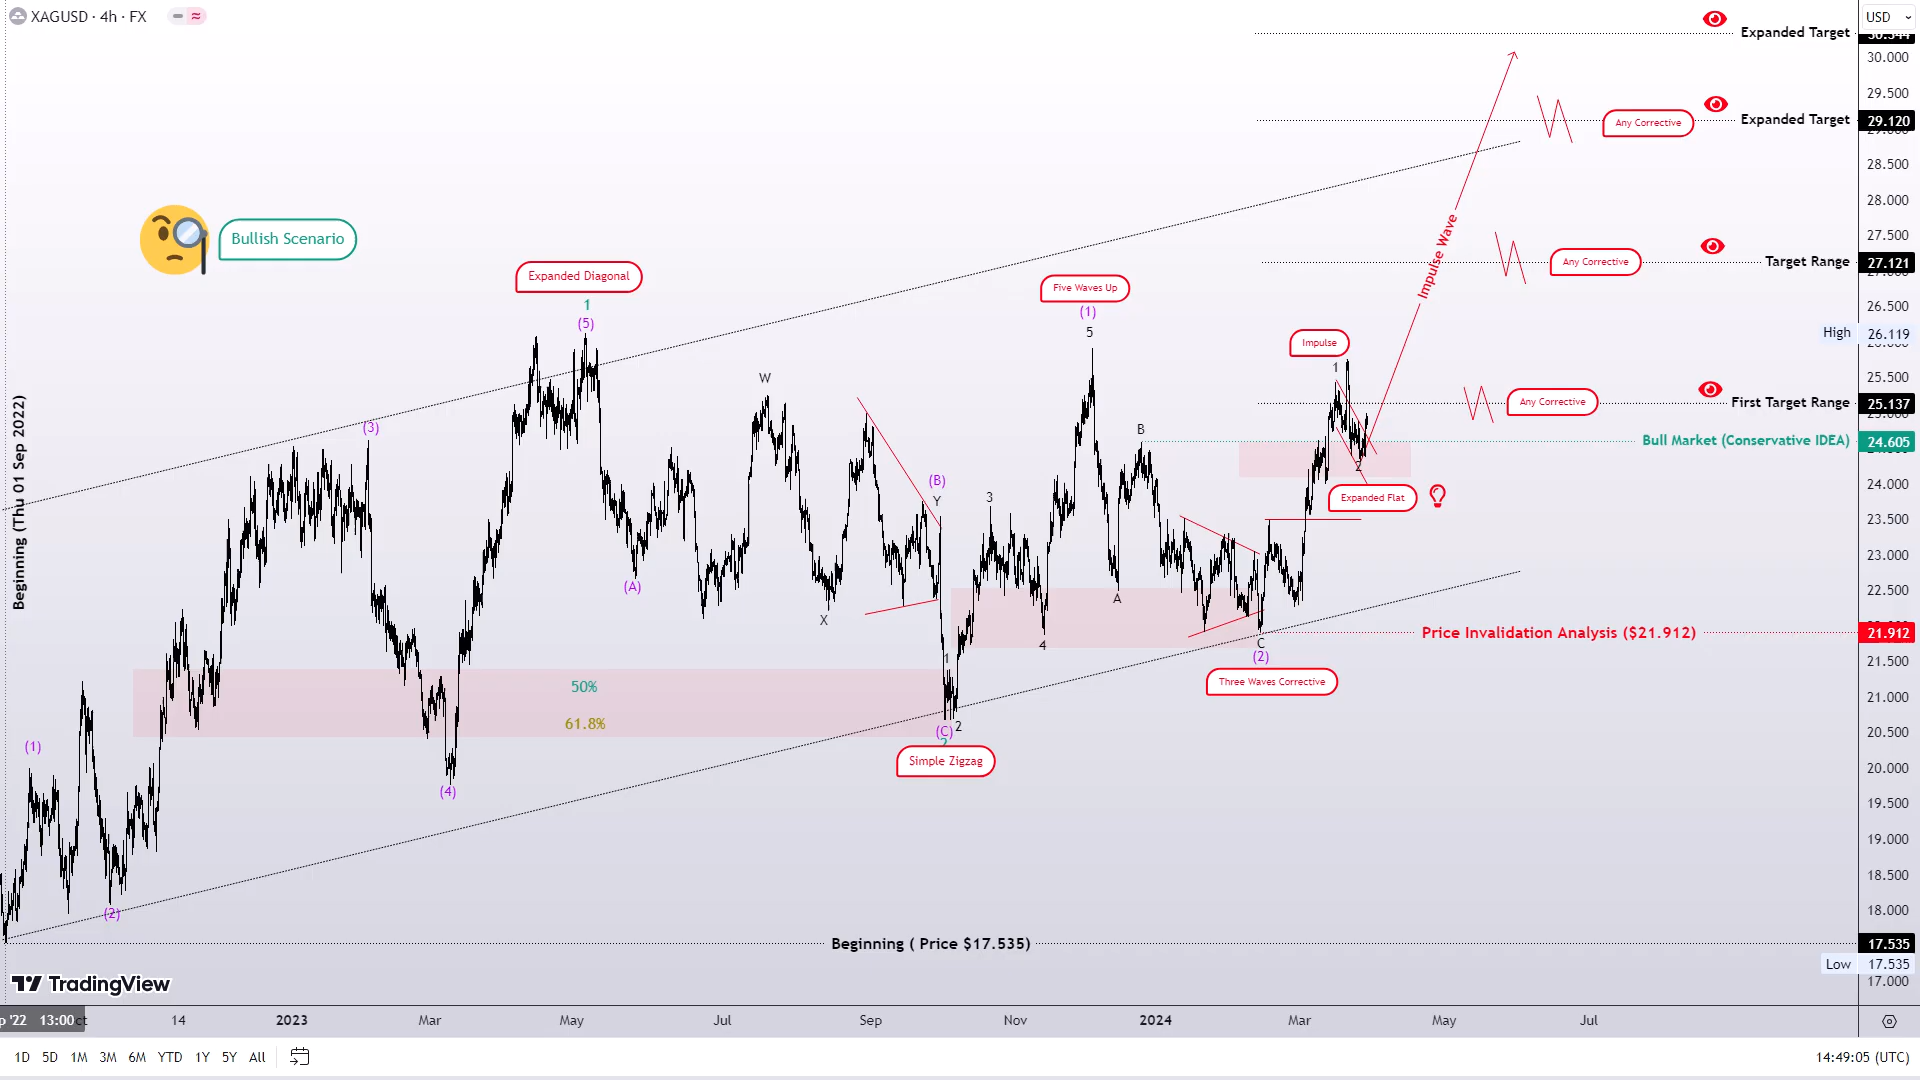 XAGUSD · 4h · FX
USD
Expanded Target
30.000
29.500
Expanded Target
29.120
Any Corrective
28.500
28.000
27.500
Bullish Scenario
Impulse Wave
Any Corrective
Target Range
27.121
Expanded Diagonal
1
(5)
Five Waves Up
(1)
5
26.500
High
26.119
Impulse
1
W
25.500
Any Corrective
First Target Range
25.137
Beginning (Thu 01 Sep 2022)
(3)
B
Bull Market (Conservative IDEA)
24.605
2
(B)
Y
3
Expanded Flat
24.000
23.500
23.000
(A)
X
A
22.500
4
C
(2)
Price Invalidation Analysis ($21.912)
21.912
1
50%
Three Waves Corrective
21.500
21.000
61.8%
2
(C)
2
20.500
(1)
Simple Zigzag
20.000
(4)
19.500
19.000
18.500
(2)
18.000
Beginning ( Price $17.535)
17.535
Low
17.535
TradingView
17.000
p '22 13:00
ct
14
2023
Mar
May
Jul
Sep
Nov
2024
Mar
May
Jul
1D 5D 1M 3M 6M YTD 1Y 5Y All
14:49:05 (UTC)